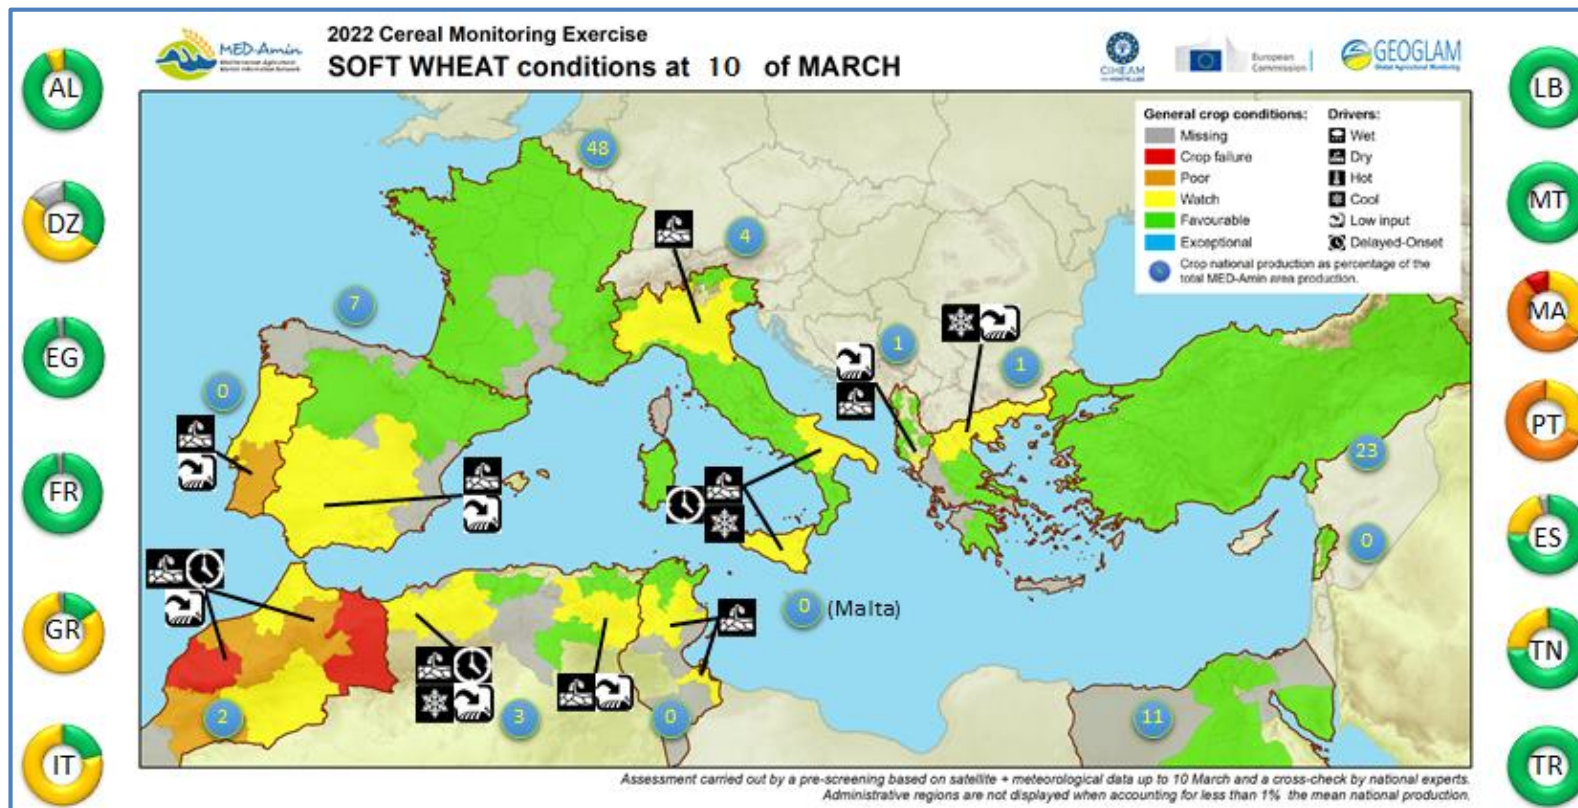 2022 Cereal Monitoring Exercise
SOFT WHEAT conditions at 10 of MARCH
MED-Amin
CIHEAM
MONTPELLIER
European
Commission
GEOGLAM
Global Agricultural Monitoring
AL
DZ
EG
FR
GR
IT
LB
MT
MA
PT
ES
TN
TR
General crop conditions:
Missing
Crop failure
Poor
Watch
Favourable
Exceptional
Drivers:
Wet
Dry
Hot
Cool
Low input
Delayed-Onset
Crop national production as percentage of the
total MED-Amin area production.
48
4
7
1
1
0
23
0
0 (Malta)
2
3
0
11
Assessment carried out by a pre-screening based on satellite + meteorological data up to 10 March and a cross-check by national experts.
Administrative regions are not displayed when accounting for less than 1% the mean national production.